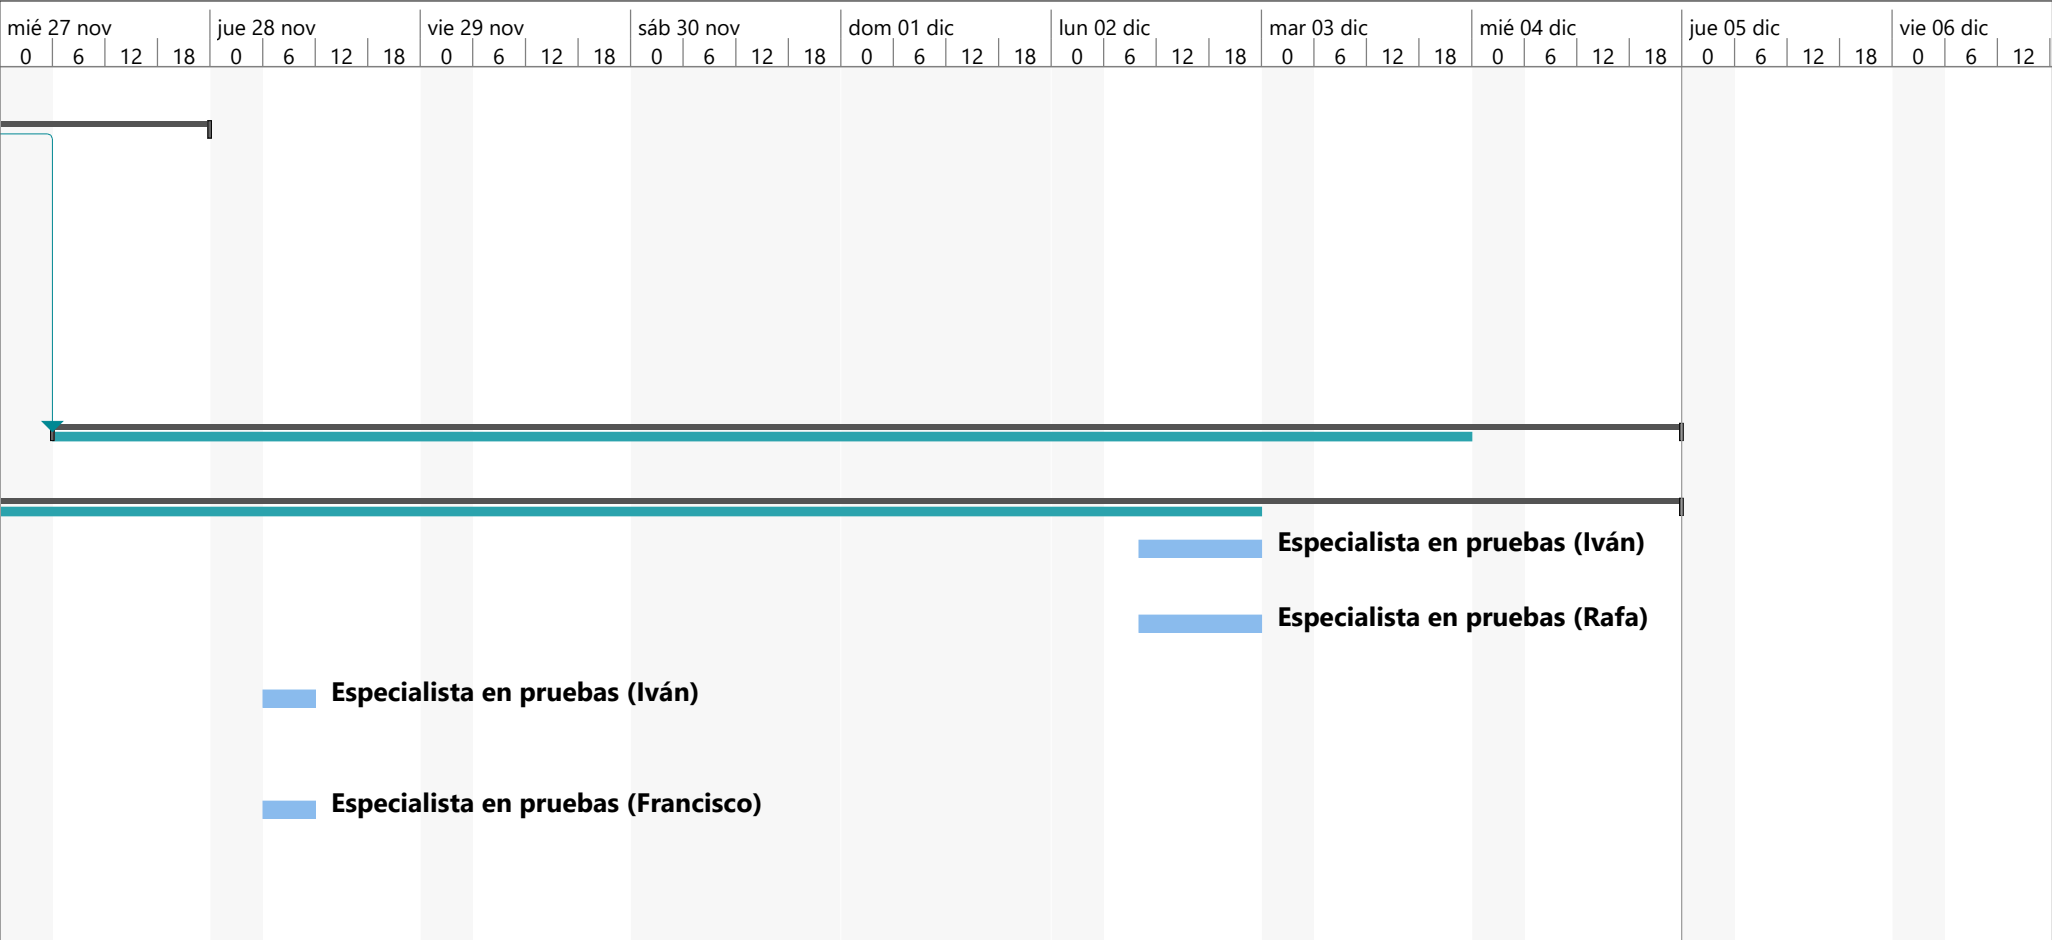 mié 27 nov jue 28 nov vie 29 nov sáb 30 nov dom 01 dic lun 02 dic mar 03 dic mié 04 dic jue 05 dic vie 06 dic
0 6 12 18 0 6 12 18 0 6 12 18 0 6 12 18 0 6 12 18 0 6 12 18 0 6 12 18 0 6 12 18 0 6 12 18 0 6 12
Especialista en pruebas (Iván)
Especialista en pruebas (Rafa)
Especialista en pruebas (Iván)
Especialista en pruebas (Francisco)